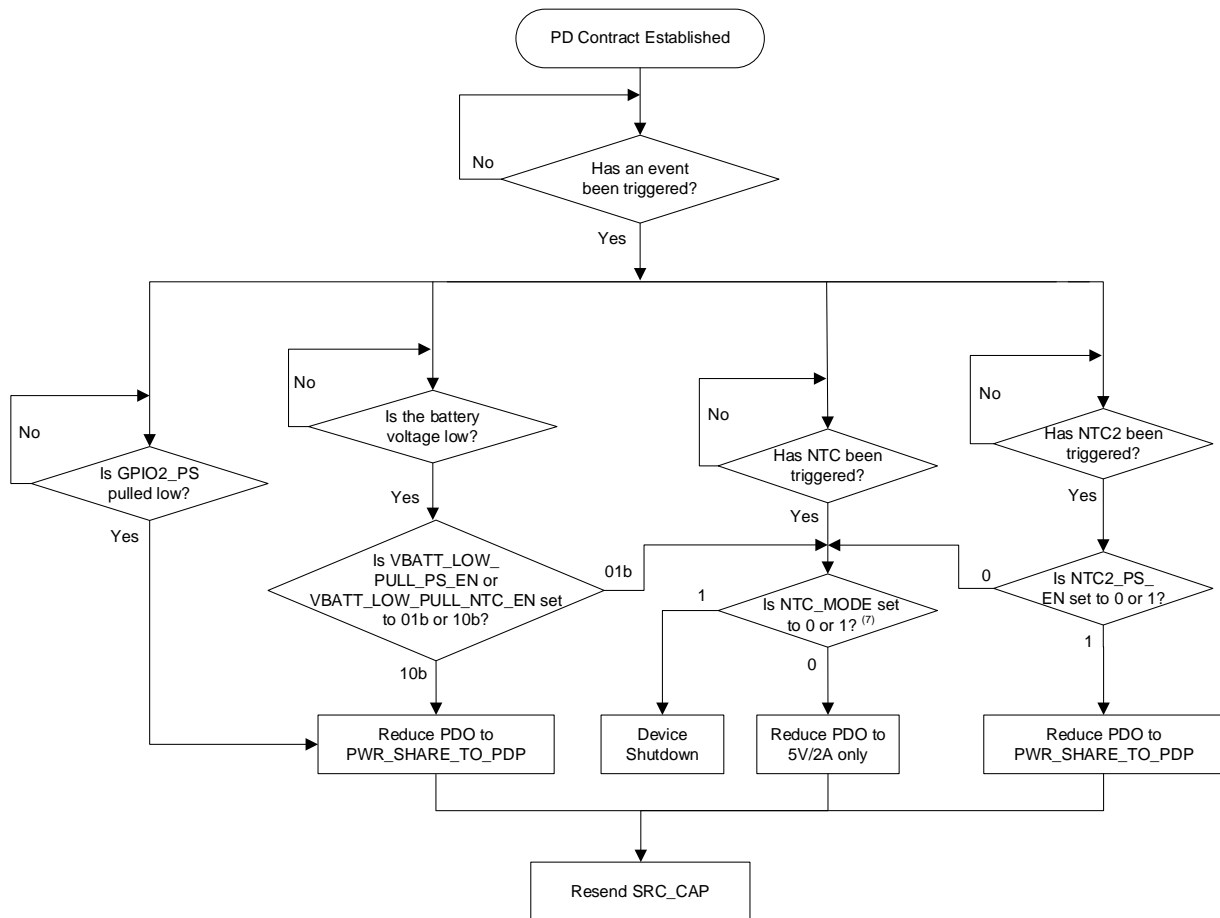 PD Contract Established
No
Has an event
been triggered?
Yes
No
Is GPIO2_PS
pulled low?
Yes
No
Is the battery
voltage low?
Yes
Is VBATT_LOW_
PULL_PS_EN or
VBATT_LOW_PULL_NTC_EN set
to 01b or 10b?
01b
10b
No
Has NTC been
triggered?
Yes
Is NTC_MODE set
to 0 or 1? (7)
1
0
No
Has NTC2 been
triggered?
Yes
Is NTC2_PS_
EN set to 0 or 1?
0
1
Reduce PDO to
PWR_SHARE_TO_PDP
Device
Shutdown
Reduce PDO to
5V/2A only
Reduce PDO to
PWR_SHARE_TO_PDP
Resend SRC_CAP